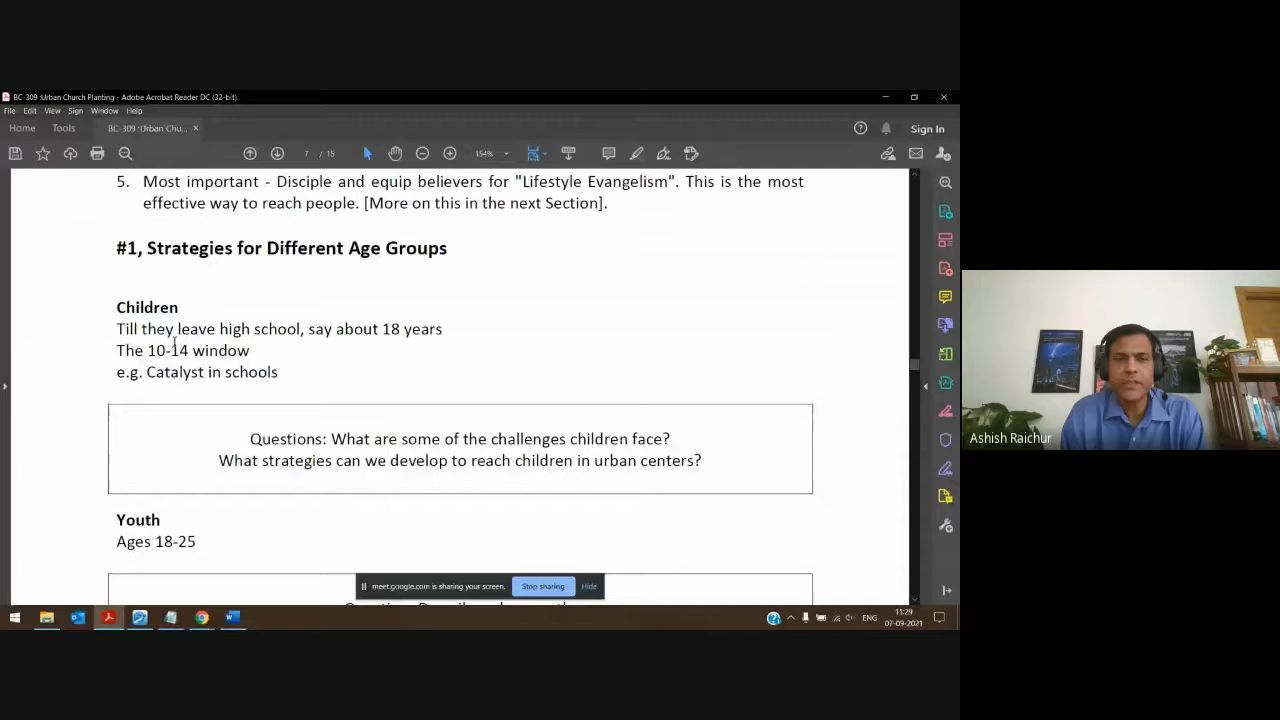 BC-309 :Urban Church Planting - Adobe Acrobat Reader DC (32-bit)
File Edit View Sign Window Help
Home Tools BC-309 :Urban Chu... × Sign In
7 / 15 154%
5. Most important - Disciple and equip believers for "Lifestyle Evangelism". This is the most
effective way to reach people. [More on this in the next Section].
#1, Strategies for Different Age Groups
Children
Till they leave high school, say about 18 years
The 10-14 window
e.g. Catalyst in schools
Questions: What are some of the challenges children face?
What strategies can we develop to reach children in urban centers?
Youth
Ages 18-25
meet.google.com is sharing your screen. Stop sharing Hide
ENG
11:29
07-09-2021
Ashish Raichur